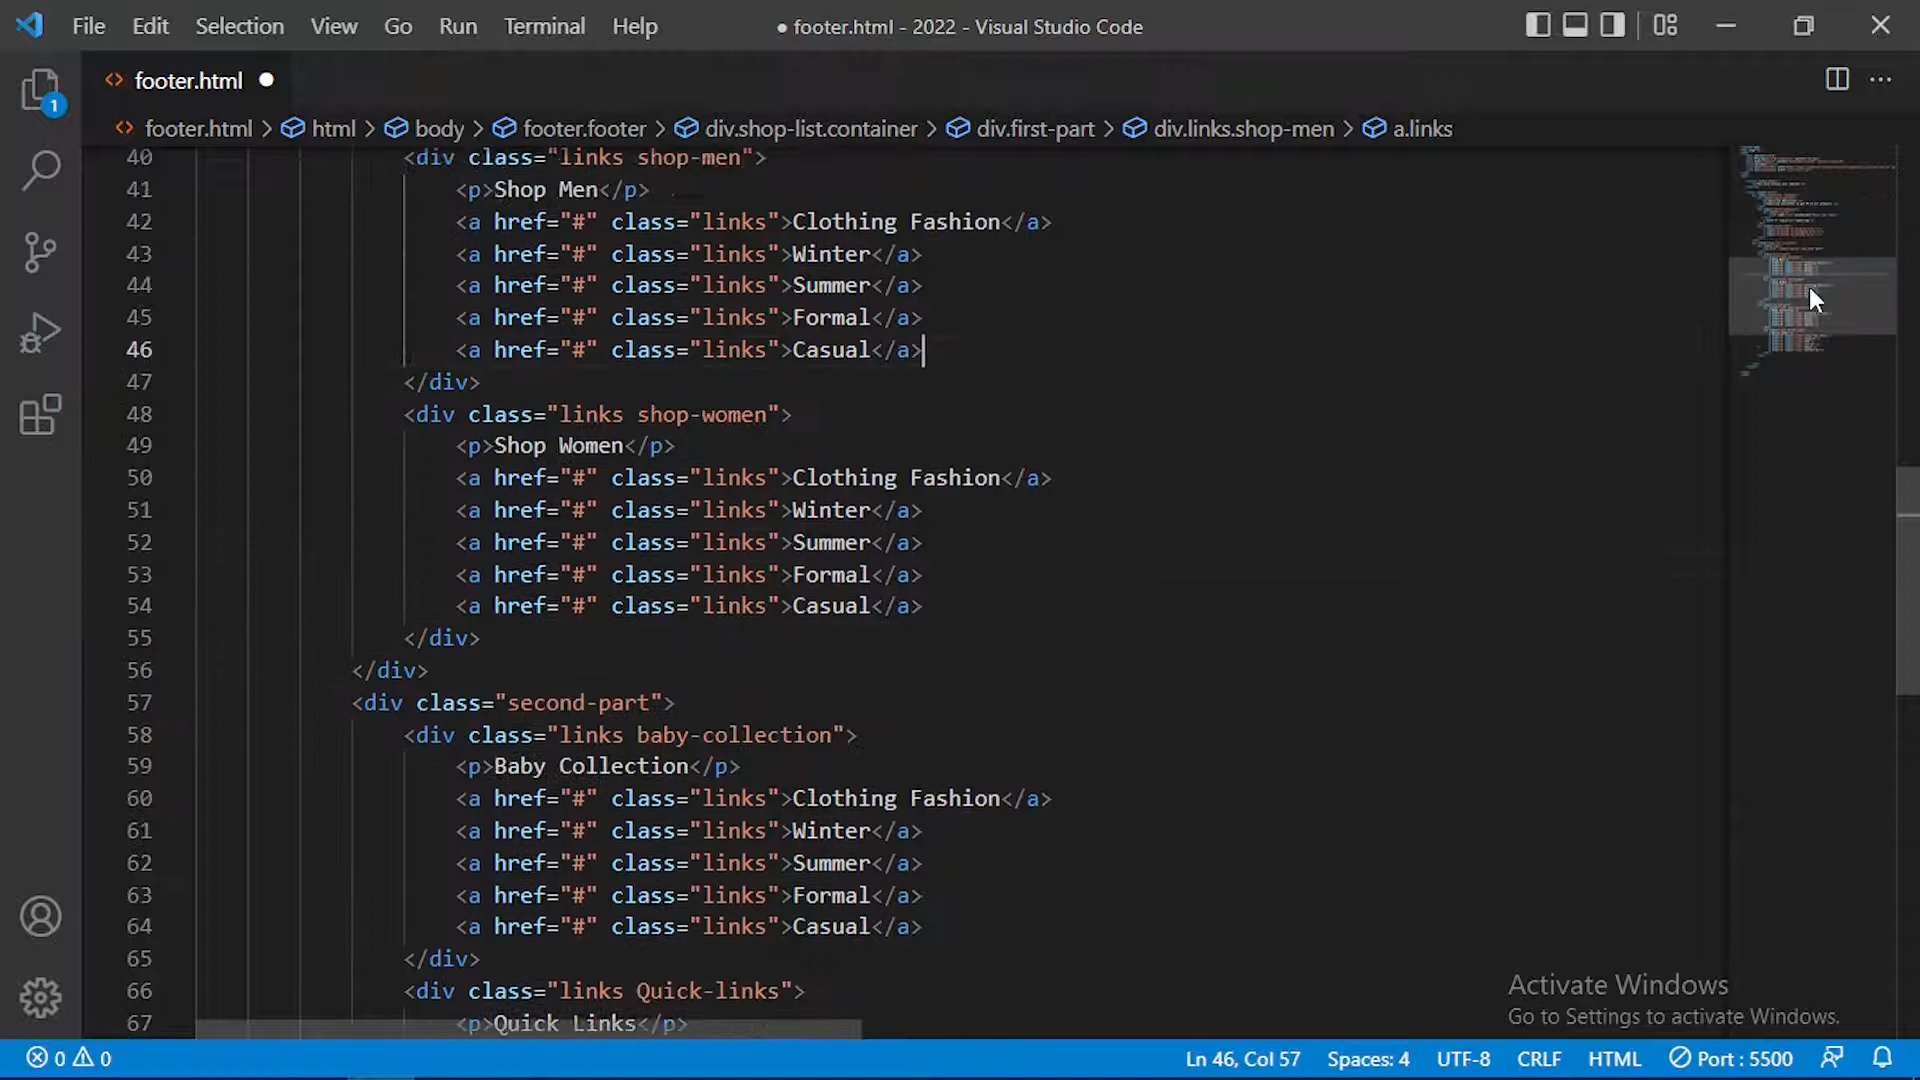 File Edit Selection View Go Run Terminal Help ● footer.html - 2022 - Visual Studio Code
<> footer.html ●
<> footer.html > html > body > footer.footer > div.shop-list.container > div.first-part > div.links.shop-men > a.links
1
40 <div class="links shop-men">
41 <p>Shop Men</p>
42 <a href="#" class="links">Clothing Fashion</a>
43 <a href="#" class="links">Winter</a>
44 <a href="#" class="links">Summer</a>
45 <a href="#" class="links">Formal</a>
46 <a href="#" class="links">Casual</a>
47 </div>
48 <div class="links shop-women">
49 <p>Shop Women</p>
50 <a href="#" class="links">Clothing Fashion</a>
51 <a href="#" class="links">Winter</a>
52 <a href="#" class="links">Summer</a>
53 <a href="#" class="links">Formal</a>
54 <a href="#" class="links">Casual</a>
55 </div>
56 </div>
57 <div class="second-part">
58 <div class="links baby-collection">
59 <p>Baby Collection</p>
60 <a href="#" class="links">Clothing Fashion</a>
61 <a href="#" class="links">Winter</a>
62 <a href="#" class="links">Summer</a>
63 <a href="#" class="links">Formal</a>
64 <a href="#" class="links">Casual</a>
65 </div>
66 <div class="links Quick-links">
67 <p>Quick Links</p>
Activate Windows
Go to Settings to activate Windows.
0 0 Ln 46, Col 57 Spaces: 4 UTF-8 CRLF HTML Port : 5500